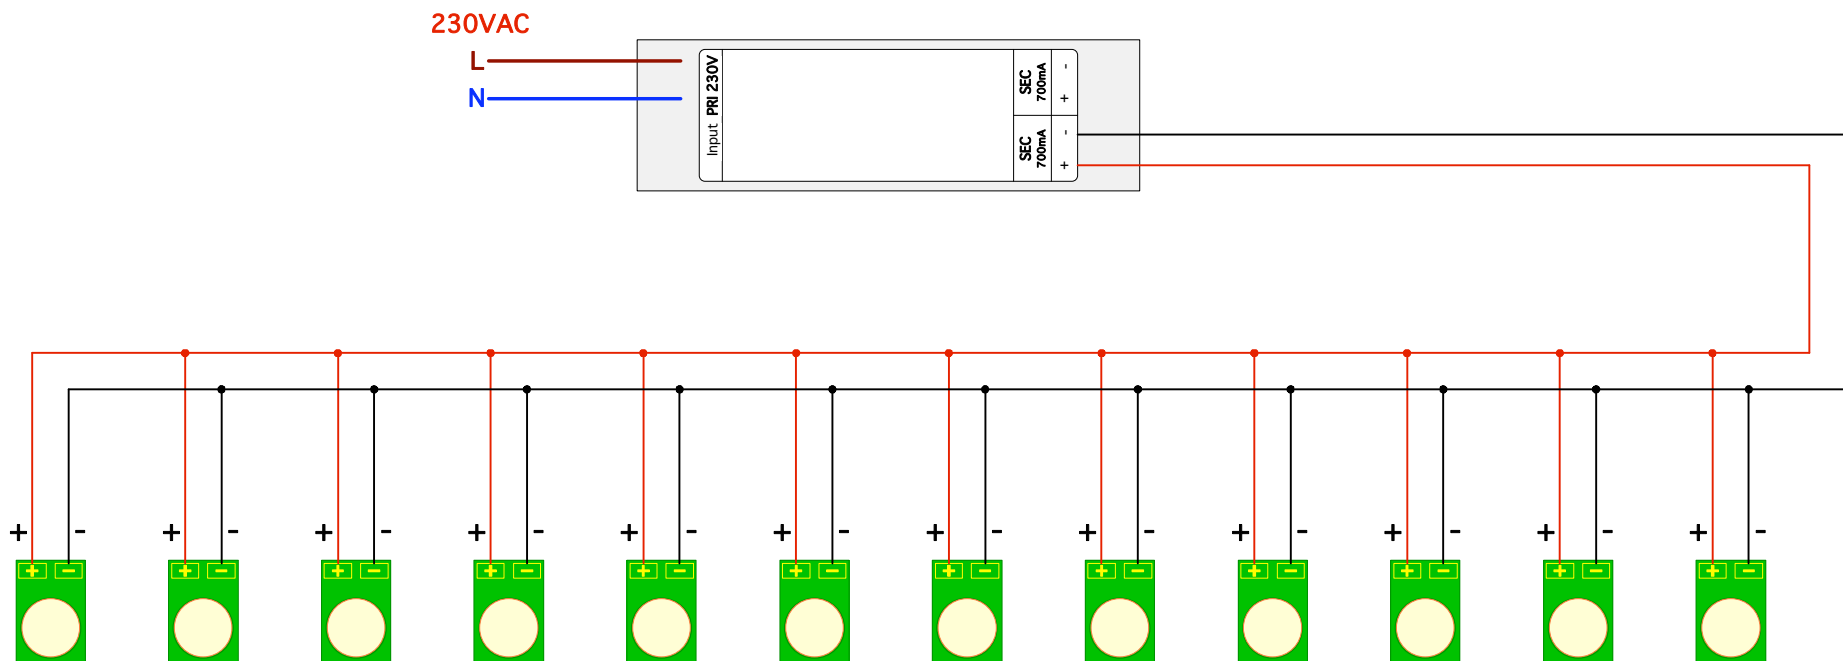 230VAC
L
N
Input PRI 230V
SEC
700mA
-
+
SEC
700mA
-
+
+ - + - + - + - + - + - + - + - + - + - + - + -
+ - + - + - + - + - + - + - + - + - + - + - + -